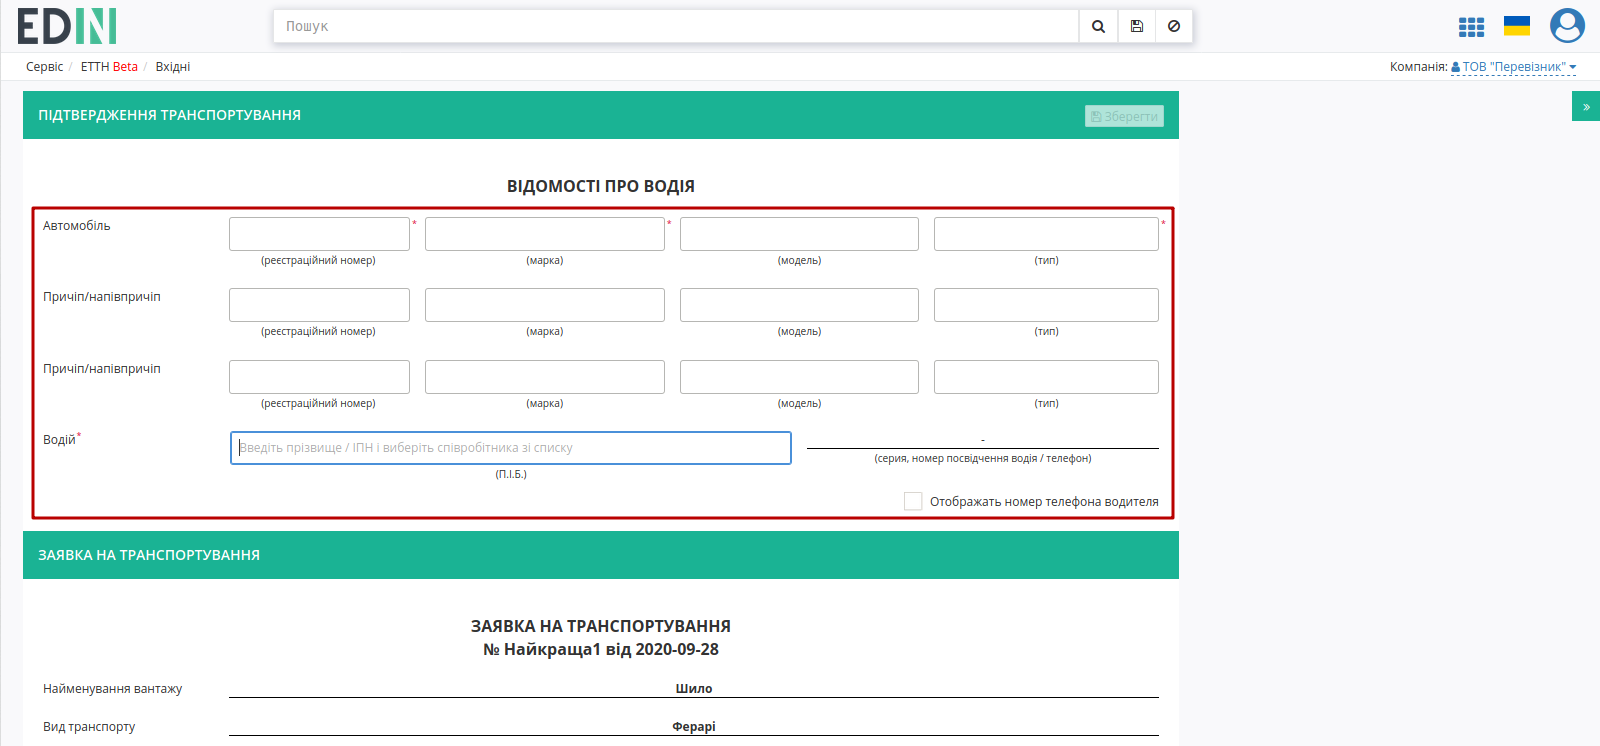 EDIN
Пошук
Сервіс / ЕТТН Beta / Вхідні
Компанія: ТОВ "Перевізник"
ПІДТВЕРДЖЕННЯ ТРАНСПОРТУВАННЯ
Зберегти
»
ВІДОМОСТІ ПРО ВОДІЯ
Автомобіль * * *
(реєстраційний номер) (марка) (модель) (тип)
Причіп/напівпричіп
(реєстраційний номер) (марка) (модель) (тип)
Причіп/напівпричіп
(реєстраційний номер) (марка) (модель) (тип)
Водій* Введіть прізвище / ІПН і виберіть співробітника зі списку -
(П.І.Б.) (серия, номер посвідчення водія / телефон)
Отображать номер телефона водителя
ЗАЯВКА НА ТРАНСПОРТУВАННЯ
ЗАЯВКА НА ТРАНСПОРТУВАННЯ
№ Найкраща1 від 2020-09-28
Найменування вантажу Шило
Вид транспорту Ферарі